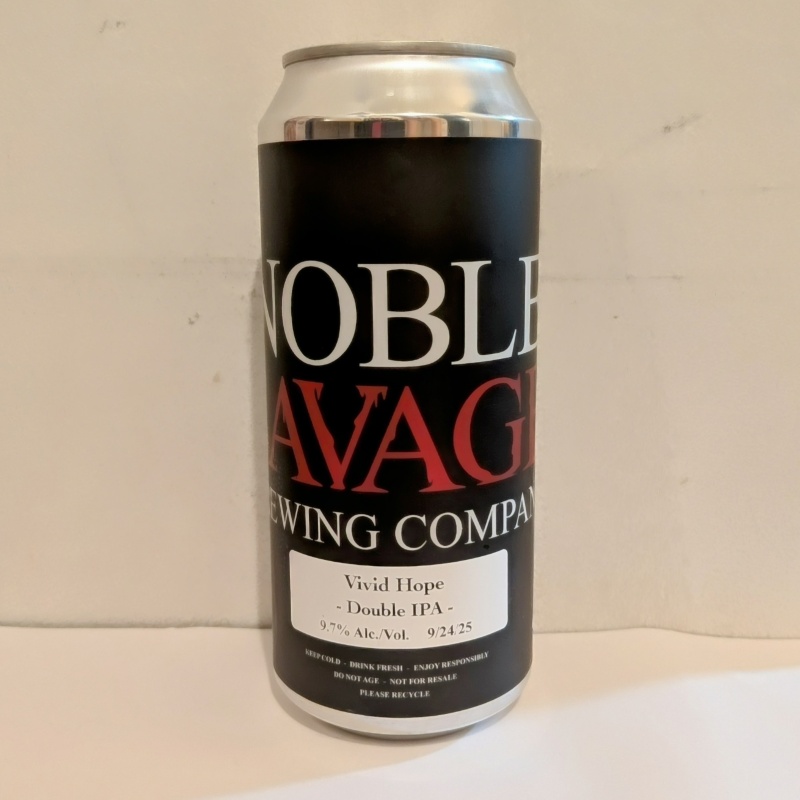 NOBLE
AVAGE
EWING COMPAN
Vivid Hope
- Double IPA -
9.7% Alc./Vol. 9/24/25
KEEP COLD - DRINK FRESH - ENJOY RESPONSIBLY
DO NOT AGE - NOT FOR RESALE
PLEASE RECYCLE